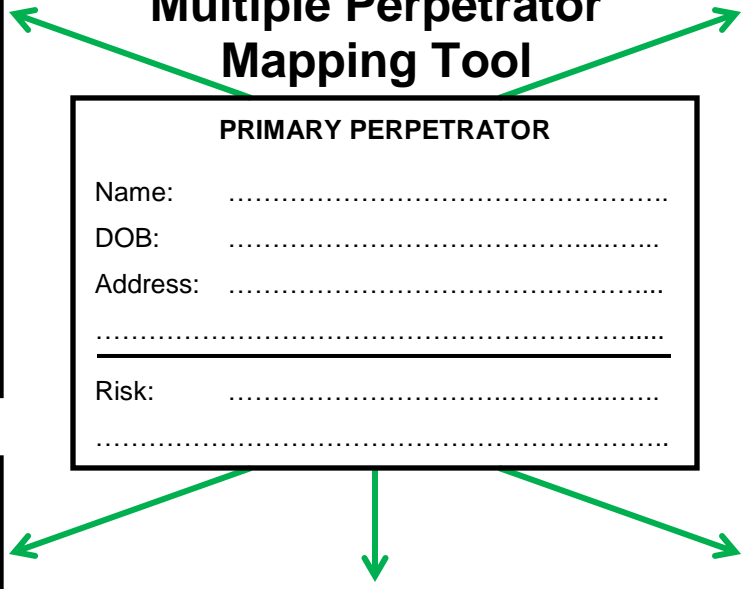 Multiple Perpetrator
Mapping Tool
PRIMARY PERPETRATOR
Name: …………………………………………..
DOB: ………………………………….....…...
Address: ……………………………….………....
…………………………………………………….....
Risk: …………………………..………...…..
………………………………………………………..